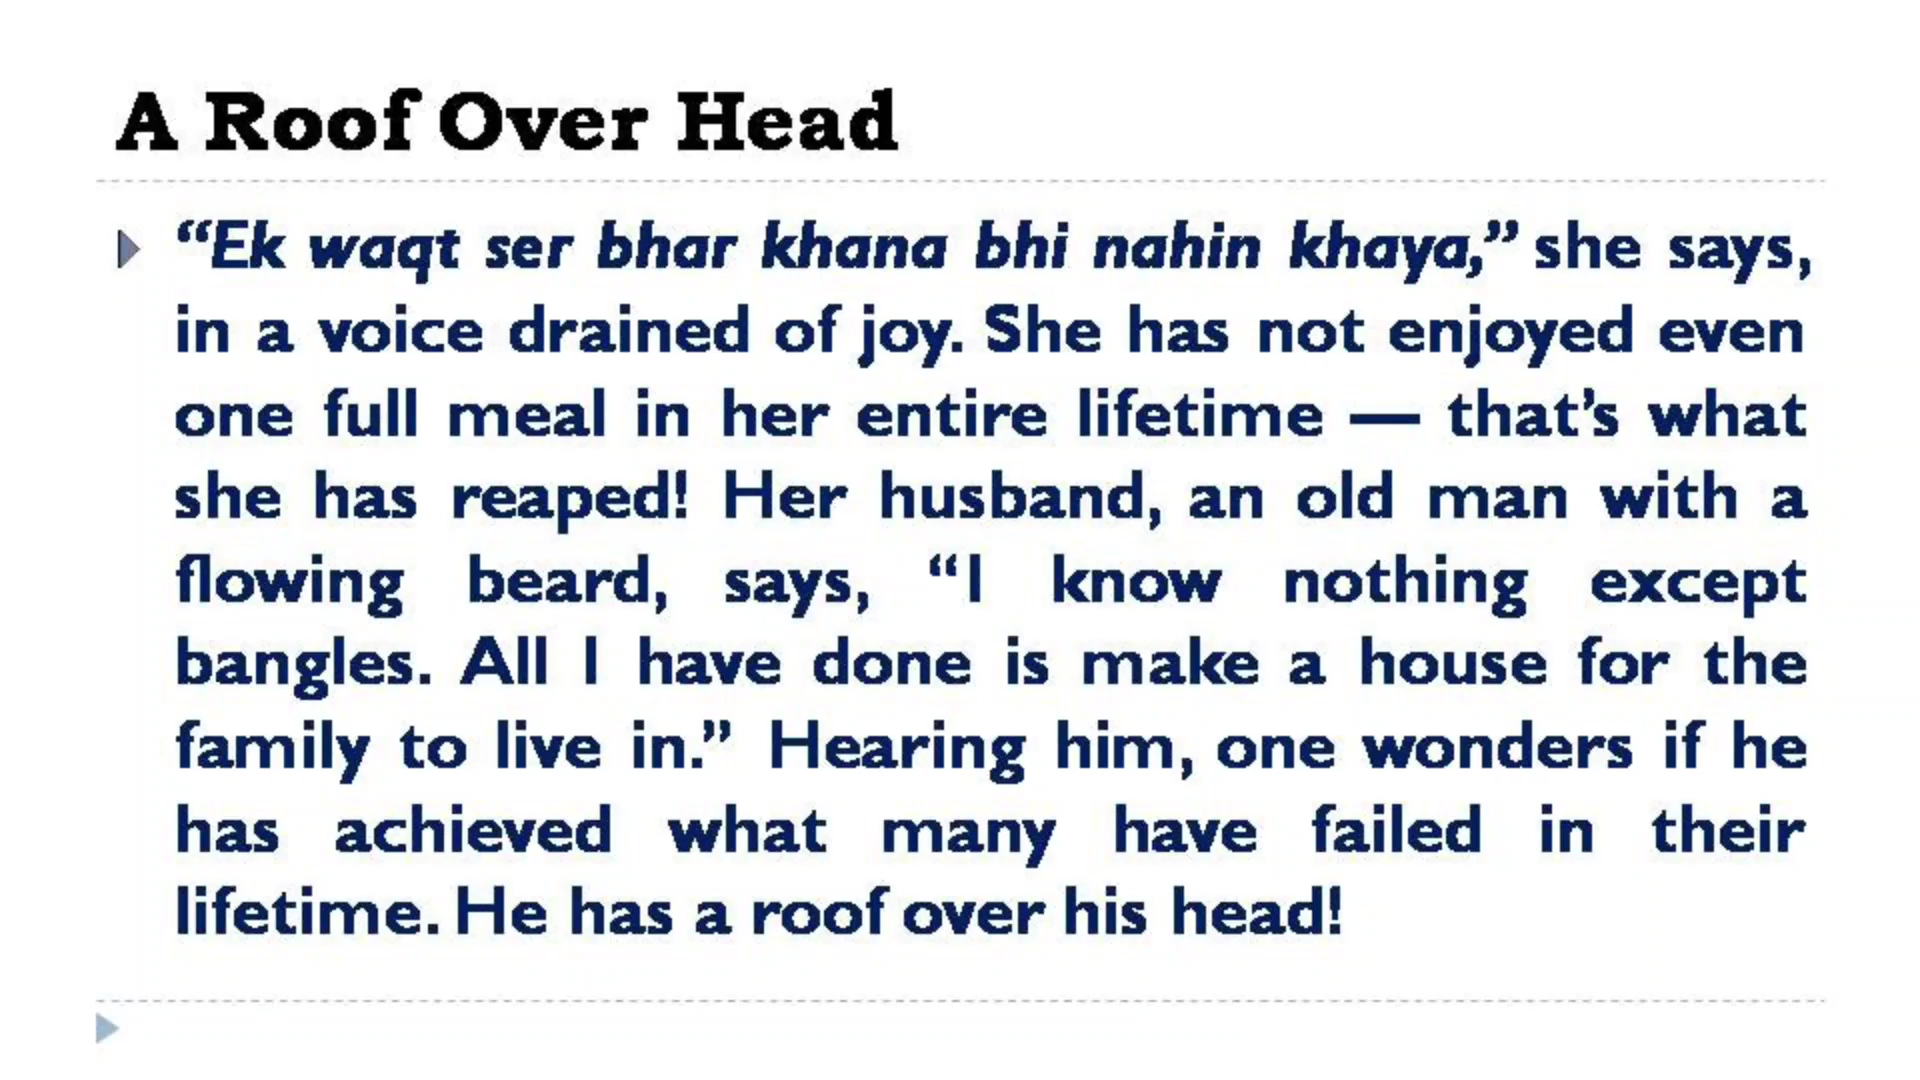 A Roof Over Head
“Ek waqt ser bhar khana bhi nahin khaya,” she says,
in a voice drained of joy. She has not enjoyed even
one full meal in her entire lifetime — that’s what
she has reaped! Her husband, an old man with a
flowing beard, says, “I know nothing except
bangles. All I have done is make a house for the
family to live in.” Hearing him, one wonders if he
has achieved what many have failed in their
lifetime. He has a roof over his head!